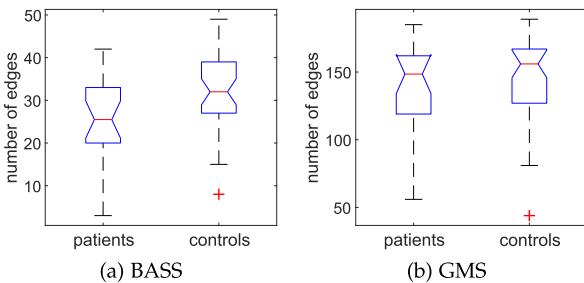 50
40
30
20
10
number of edges
patients
controls
(a) BASS
150
100
50
number of edges
patients
controls
(b) GMS